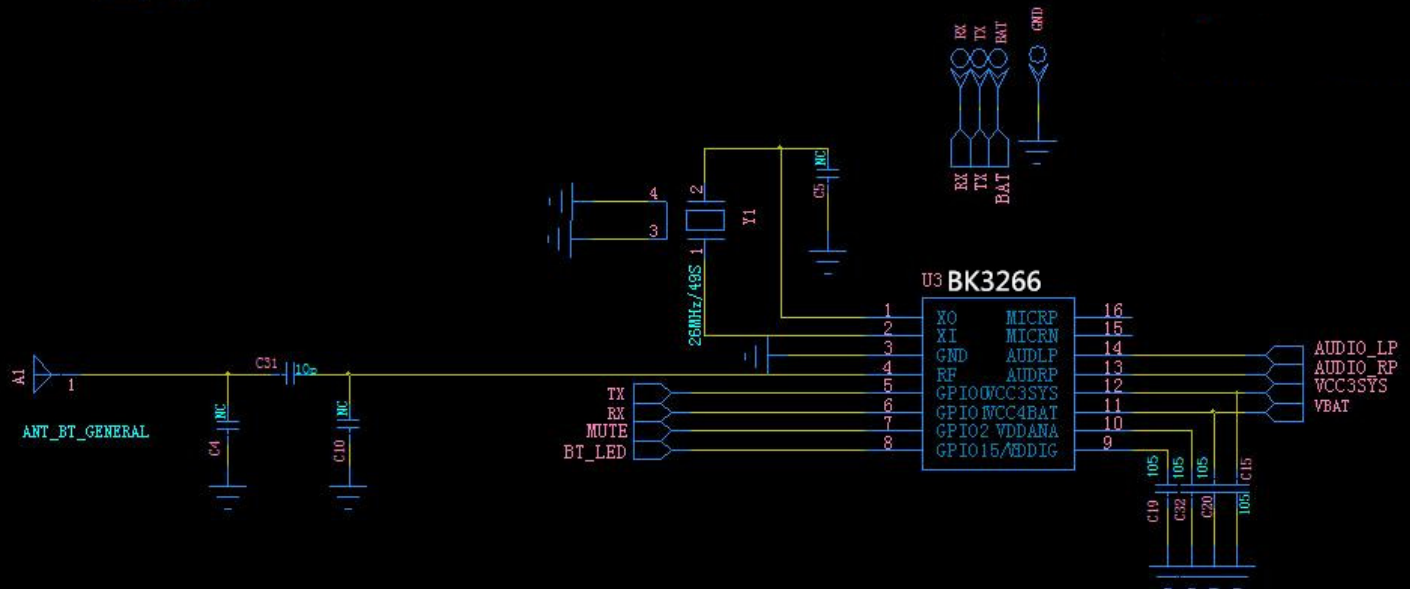 RX TX BAT GND
RX TX BAT
NC
C5
2
4
3
1
Y1
26MHz/49S
U3 BK3266
1 XO MICRP 16
2 XI MICRN 15
3 GND AUDLP 14
4 RF AUDRP 13
5 GPIO0 VCC3SYS 12
6 GPIO1 VCC4BAT 11
7 GPIO2 VDDANA 10
8 GPIO15/ VDDIG 9
AUDIO_LP
AUDIO_RP
VCC3SYS
VBAT
TX
RX
MUTE
BT_LED
A1
1
C31 10p
NC
C4
NC
C10
ANT_BT_GENERAL
105 105 105 C15
C19 C32 C20 105